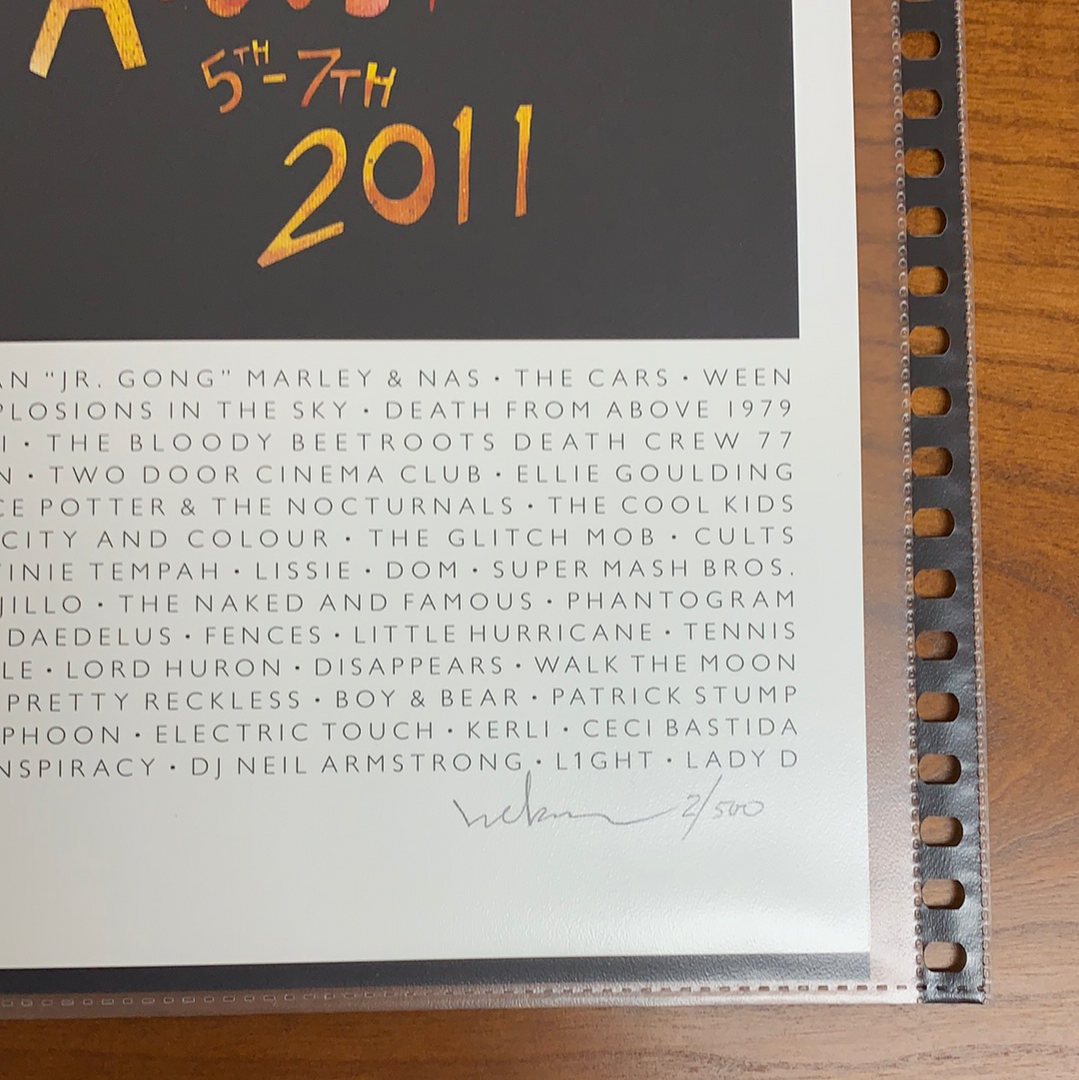 5TH-7TH
2011
AN "JR. GONG" MARLEY & NAS · THE CARS · WEEN
PLOSIONS IN THE SKY · DEATH FROM ABOVE 1979
I · THE BLOODY BEETROOTS DEATH CREW 77
N · TWO DOOR CINEMA CLUB · ELLIE GOULDING
CE POTTER & THE NOCTURNALS · THE COOL KIDS
CITY AND COLOUR · THE GLITCH MOB · CULTS
TINIE TEMPAH · LISSIE · DOM · SUPER MASH BROS.
JILLO · THE NAKED AND FAMOUS · PHANTOGRAM
DAEDELUS · FENCES · LITTLE HURRICANE · TENNIS
LE · LORD HURON · DISAPPEARS · WALK THE MOON
PRETTY RECKLESS · BOY & BEAR · PATRICK STUMP
PHOON · ELECTRIC TOUCH · KERLI · CECI BASTIDA
NSPIRACY · DJ NEIL ARMSTRONG · L1GHT · LADY D
2/500